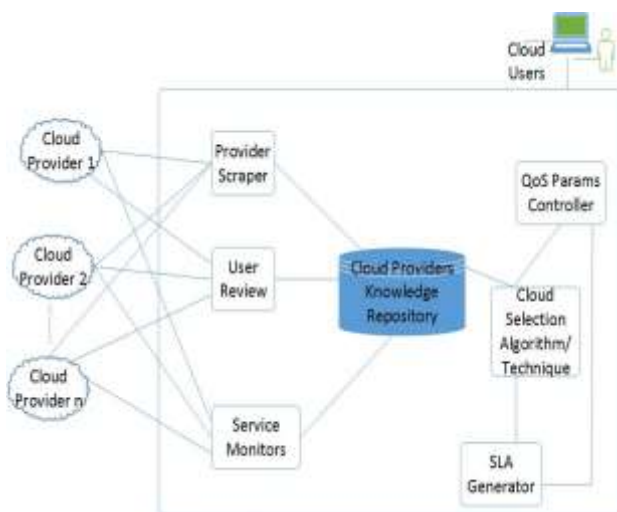 Cloud
Users
Cloud
Provider 1
Provider
Scraper
QoS Params
Controller
Cloud
Provider 2
User
Review
Cloud Providers
Knowledge
Repository
Cloud
Selection
Algorithm/
Technique
Cloud
Provider n
Service
Monitors
SLA
Generator